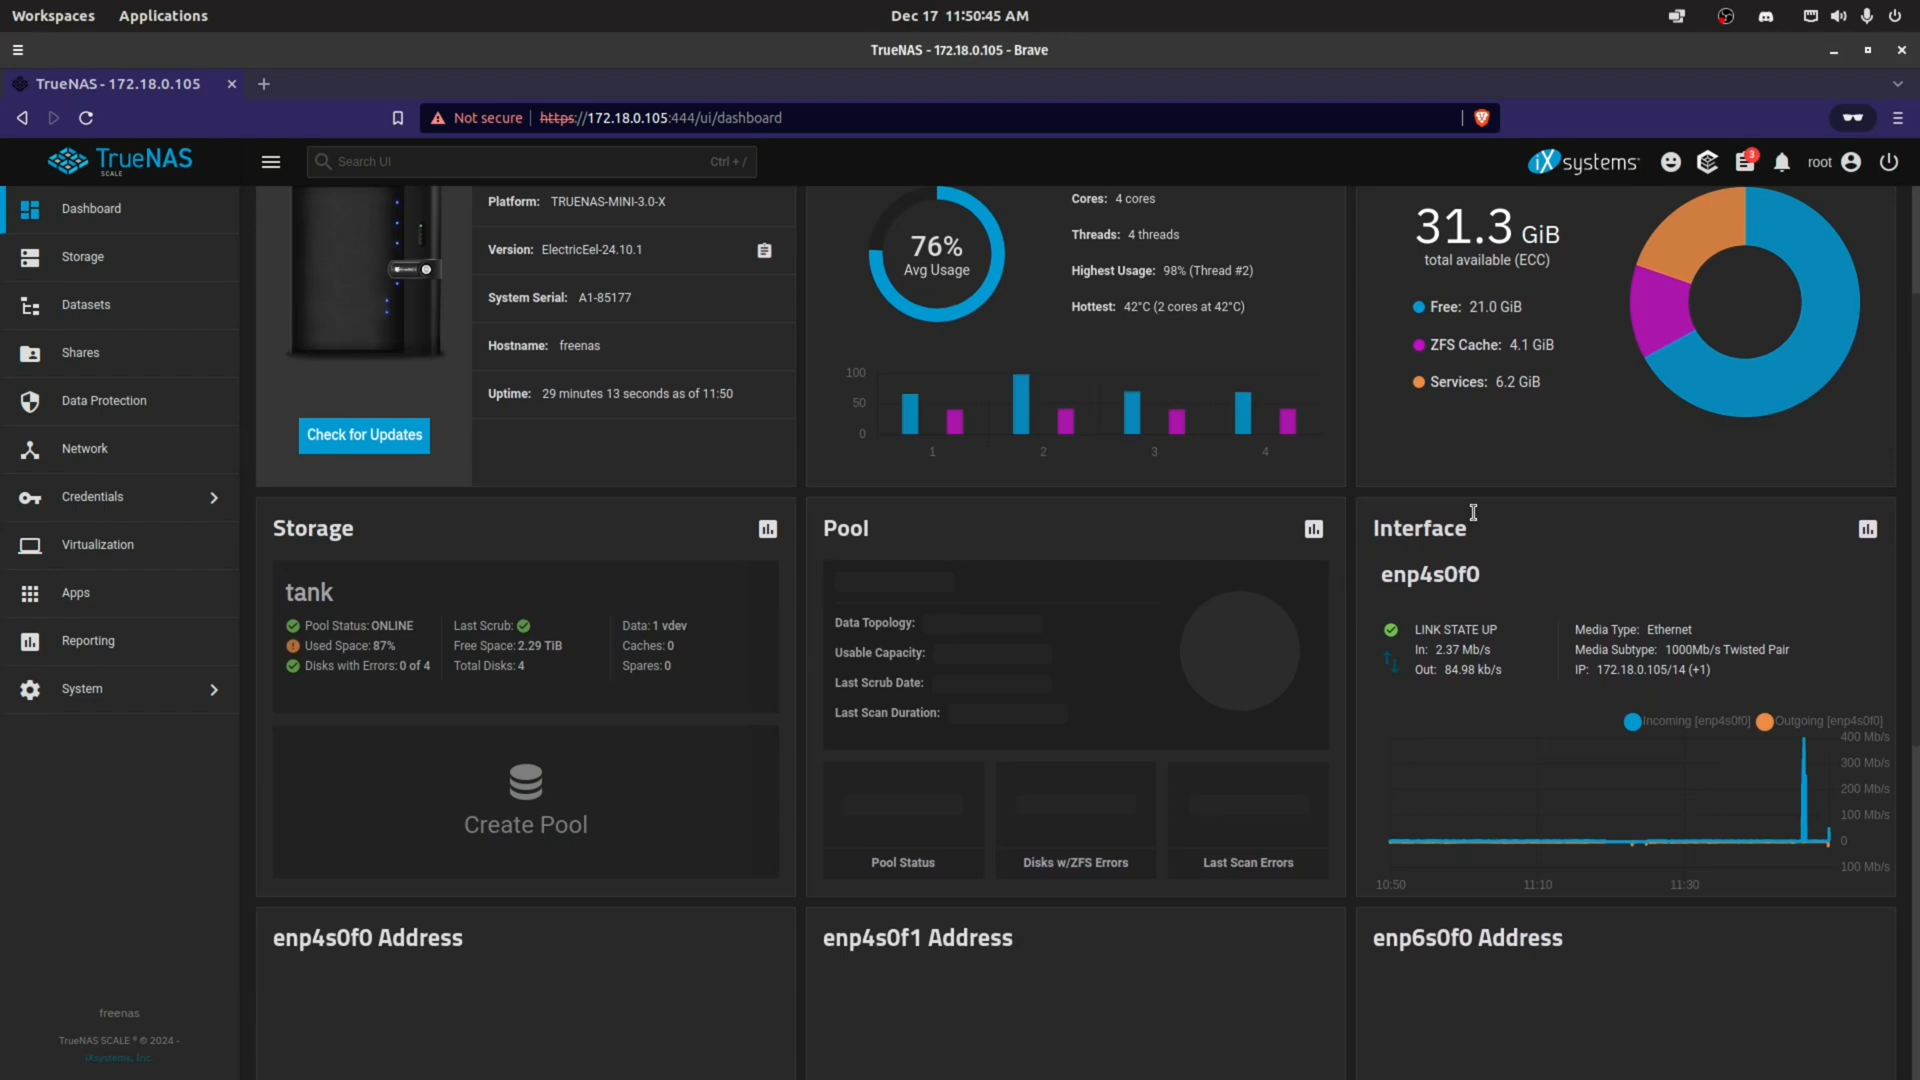 Workspaces Applications Dec 17 11:50:45 AM
TrueNAS - 172.18.0.105 - Brave
TrueNAS - 172.18.0.105
Not secure https://172.18.0.105:444/ui/dashboard
TrueNAS
SCALE
Search UI Ctrl + /
iXsystems
3
root
Dashboard
Storage
Datasets
Shares
Data Protection
Network
Credentials
Virtualization
Apps
Reporting
System
freenas
TrueNAS SCALE ® © 2024 -
iXsystems, Inc.
Platform: TRUENAS-MINI-3.0-X
Version: ElectricEel-24.10.1
System Serial: A1-85177
Hostname: freenas
Uptime: 29 minutes 13 seconds as of 11:50
Check for Updates
76%
Avg Usage
Cores: 4 cores
Threads: 4 threads
Highest Usage: 98% (Thread #2)
Hottest: 42°C (2 cores at 42°C)
100
50
0
1 2 3 4
31.3 GiB
total available (ECC)
Free: 21.0 GiB
ZFS Cache: 4.1 GiB
Services: 6.2 GiB
Storage
tank
Pool Status: ONLINE Last Scrub: Data: 1 vdev
Used Space: 87% Free Space: 2.29 TiB Caches: 0
Disks with Errors: 0 of 4 Total Disks: 4 Spares: 0
Create Pool
Pool
Data Topology:
Usable Capacity:
Last Scrub Date:
Last Scan Duration:
Pool Status Disks w/ZFS Errors Last Scan Errors
Interface
enp4s0f0
LINK STATE UP Media Type: Ethernet
In: 2.37 Mb/s Media Subtype: 1000Mb/s Twisted Pair
Out: 84.98 kb/s IP: 172.18.0.105/14 (+1)
Incoming [enp4s0f0] Outgoing [enp4s0f0]
400 Mb/s
300 Mb/s
200 Mb/s
100 Mb/s
0
100 Mb/s
10:50 11:10 11:30
enp4s0f0 Address enp4s0f1 Address enp6s0f0 Address